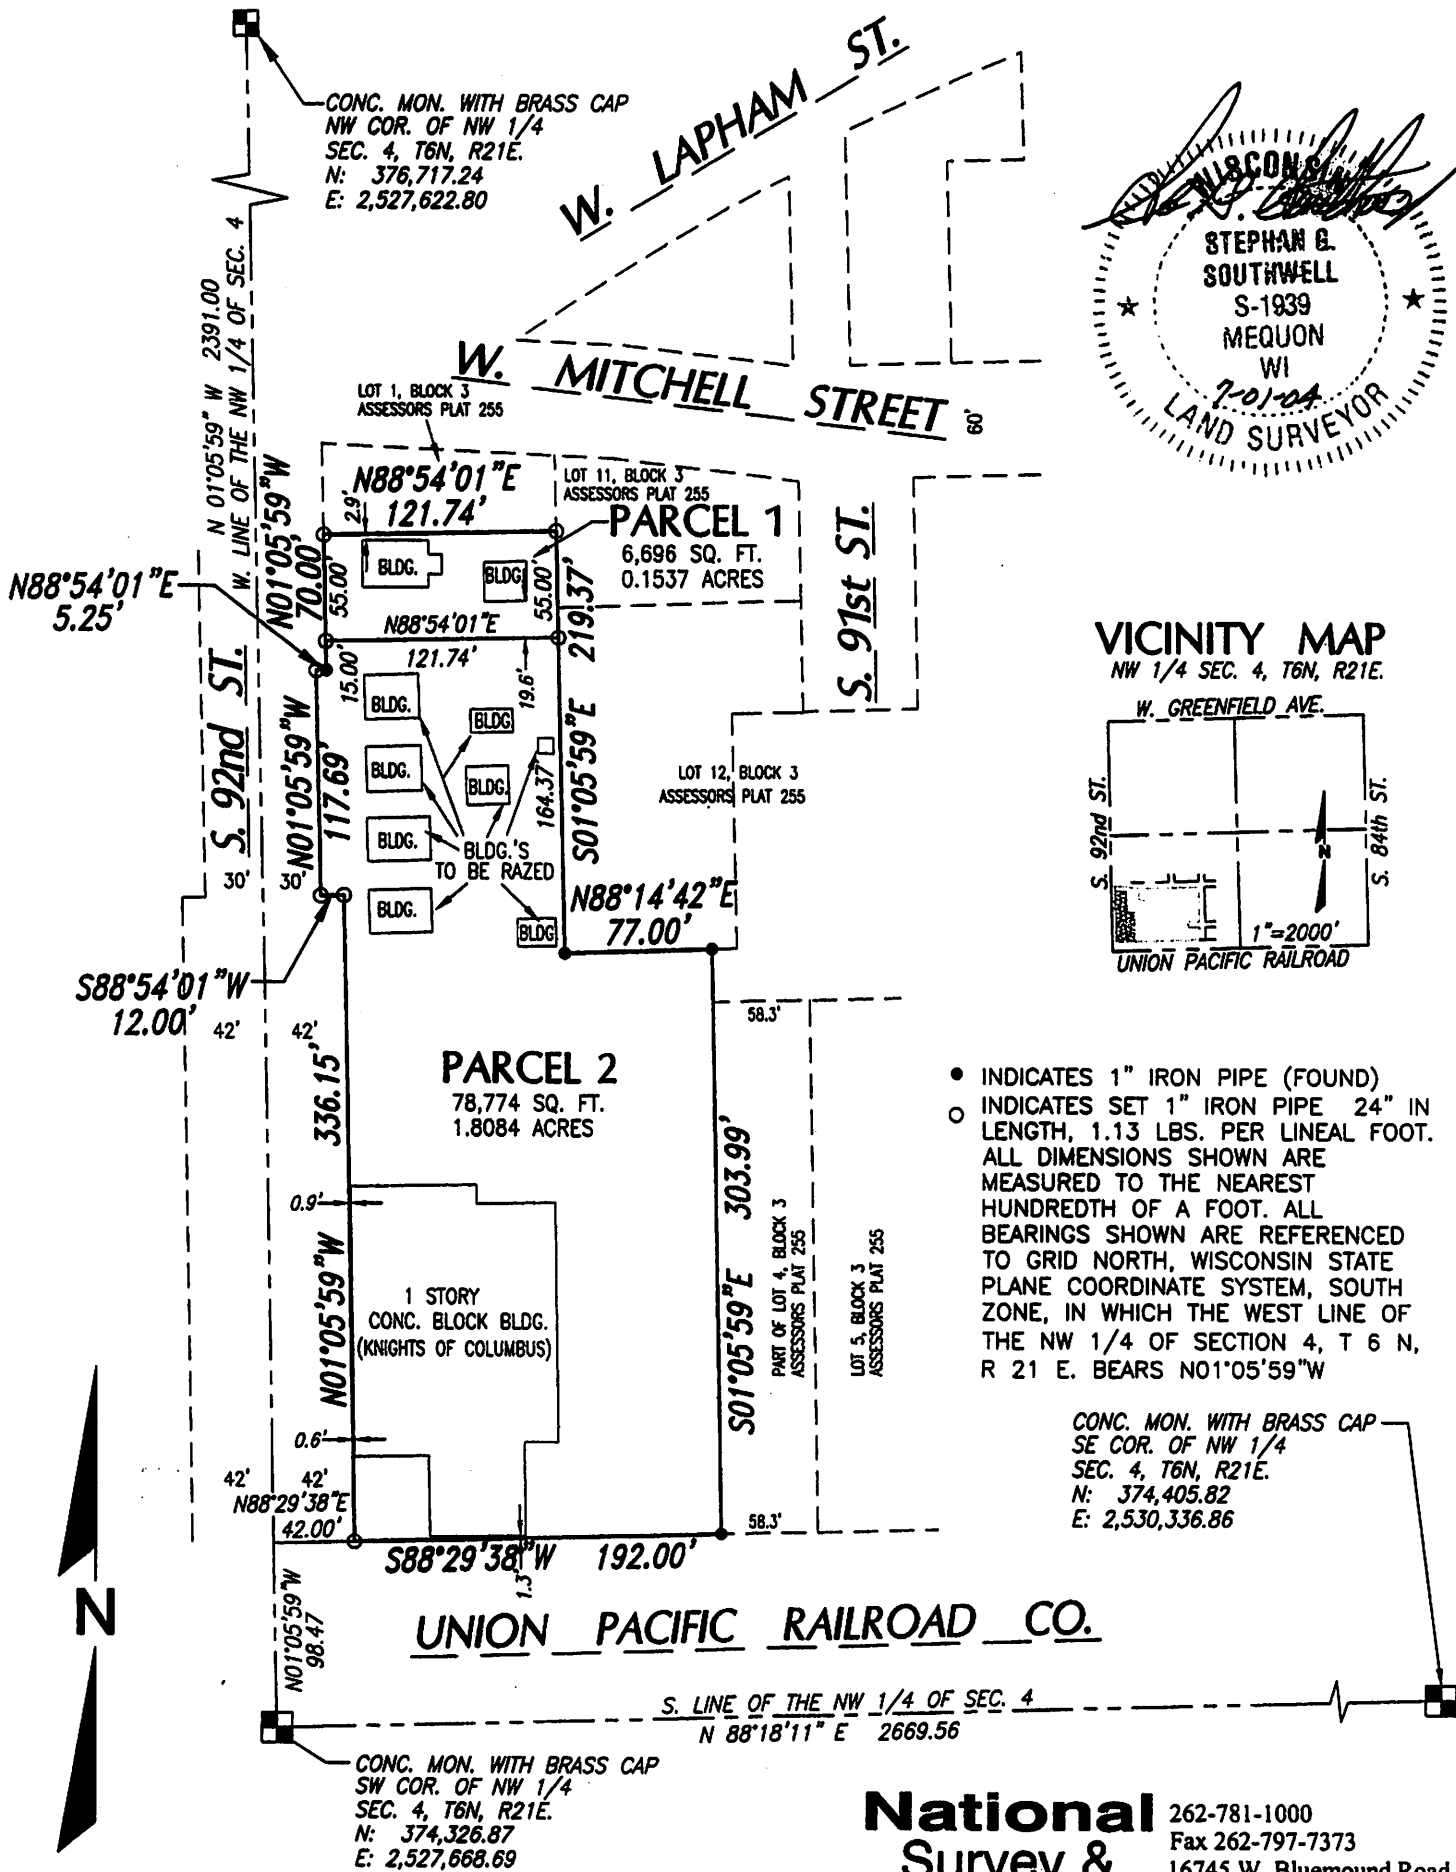 CONC. MON. WITH BRASS CAP
NW COR. OF NW 1/4
SEC. 4, T6N, R21E.
N: 376,717.24
E: 2,527,622.80
W. LAPHAM ST.
WISCONSIN
STEPHAN G.
SOUTHWELL
S-1939
MEQUON
WI
7-01-04
LAND SURVEYOR
N 01°05'59" W 2391.00
W. LINE OF THE NW 1/4 OF SEC. 4
W. MITCHELL STREET
60'
LOT 1, BLOCK 3
ASSESSORS PLAT 255
N88°54'01"E
121.74'
2.9'
LOT 11, BLOCK 3
ASSESSORS PLAT 255
PARCEL 1
6,696 SQ. FT.
0.1537 ACRES
N01°05'59"W
70.00'
55.00'
BLDG.
BLDG
55.00'
219.37'
S01°05'59"E
N88°54'01"E
5.25'
N88°54'01"E
121.74'
15.00'
19.6'
S. 91st ST.
S. 92nd ST.
N01°05'59"W
117.69'
BLDG.
BLDG
BLDG.
BLDG.
BLDG.
BLDG.
BLDG
164.37'
BLDG.'S
TO BE RAZED
LOT 12, BLOCK 3
ASSESSORS PLAT 255
30'
30'
N88°14'42"E
77.00'
S88°54'01"W
12.00'
42'
42'
VICINITY MAP
NW 1/4 SEC. 4, T6N, R21E.
W. GREENFIELD AVE.
S. 92nd ST.
S. 84th ST.
N
1"=2000'
UNION PACIFIC RAILROAD
58.3'
336.15'
PARCEL 2
78,774 SQ. FT.
1.8084 ACRES
INDICATES 1" IRON PIPE (FOUND)
INDICATES SET 1" IRON PIPE 24" IN
LENGTH, 1.13 LBS. PER LINEAL FOOT.
ALL DIMENSIONS SHOWN ARE
MEASURED TO THE NEAREST
HUNDREDTH OF A FOOT. ALL
BEARINGS SHOWN ARE REFERENCED
TO GRID NORTH, WISCONSIN STATE
PLANE COORDINATE SYSTEM, SOUTH
ZONE, IN WHICH THE WEST LINE OF
THE NW 1/4 OF SECTION 4, T 6 N,
R 21 E. BEARS N01°05'59"W
0.9'
N01°05'59"W
1 STORY
CONC. BLOCK BLDG.
(KNIGHTS OF COLUMBUS)
S01°05'59"E 303.99'
PART OF LOT 4, BLOCK 3
ASSESSORS PLAT 255
LOT 5, BLOCK 3
ASSESSORS PLAT 255
0.6'
42'
42'
N88°29'38"E
42.00'
58.3'
S88°29'38"W 192.00'
1.3'
CONC. MON. WITH BRASS CAP
SE COR. OF NW 1/4
SEC. 4, T6N, R21E.
N: 374,405.82
E: 2,530,336.86
N
N01°05'59"W
98.47
UNION PACIFIC RAILROAD CO.
S. LINE OF THE NW 1/4 OF SEC. 4
N 88°18'11" E 2669.56
CONC. MON. WITH BRASS CAP
SW COR. OF NW 1/4
SEC. 4, T6N, R21E.
N: 374,326.87
E: 2,527,668.69
National
Survey &
262-781-1000
Fax 262-797-7373
16745 W. Bluemound Road